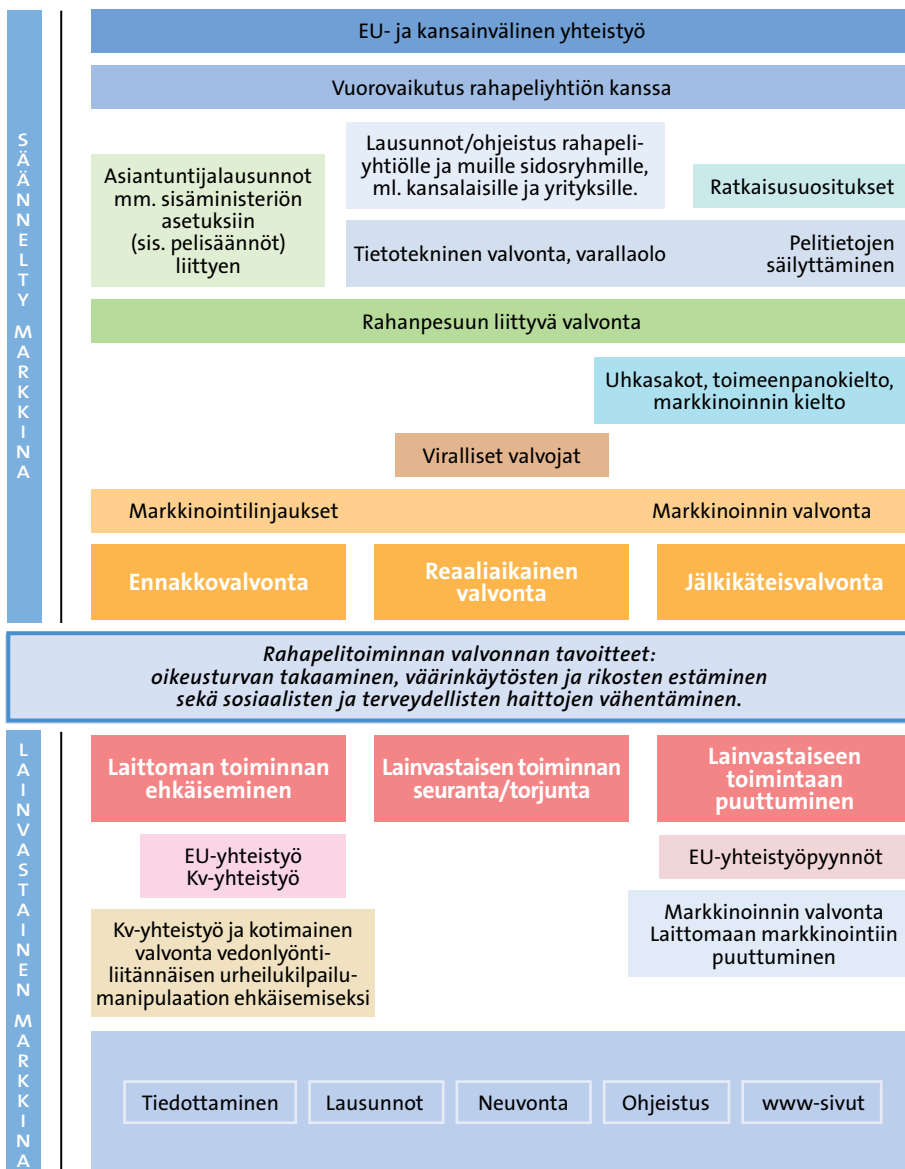 SÄÄNNELTY MARKKINA
EU- ja kansainvälinen yhteistyö
Vuorovaikutus rahapeliyhtiön kanssa
Asiantuntijalausunnot
mm. sisäministeriön
asetuksiin
(sis. pelisäännöt)
liittyen
Lausunnot/ohjeistus rahapeli-
yhtiölle ja muille sidosryhmille,
ml. kansalaisille ja yrityksille.
Ratkaisusuositukset
Tietotekninen valvonta, varallaolo
Pelitietojen
säilyttäminen
Rahanpesuun liittyvä valvonta
Uhkasakot, toimeenpanokielto,
markkinoinnin kielto
Viralliset valvojat
Markkinointilinjaukset
Markkinoinnin valvonta
Ennakkovalvonta
Reaaliaikainen
valvonta
Jälkikäteisvalvonta
Rahapelitoiminnan valvonnan tavoitteet:
oikeusturvan takaaminen, väärinkäytösten ja rikosten estäminen
sekä sosiaalisten ja terveydellisten haittojen vähentäminen.
LAINVASTAINEN MARKKINA
Laittoman toiminnan
ehkäiseminen
Lainvastaisen toiminnan
seuranta/torjunta
Lainvastaiseen
toimintaan
puuttuminen
EU-yhteistyö
Kv-yhteistyö
EU-yhteistyöpyynnöt
Kv-yhteistyö ja kotimainen
valvonta vedonlyönti-
liitännäisen urheilukilpailu-
manipulaation ehkäisemiseksi
Markkinoinnin valvonta
Laittomaan markkinointiin
puuttuminen
Tiedottaminen
Lausunnot
Neuvonta
Ohjeistus
www-sivut